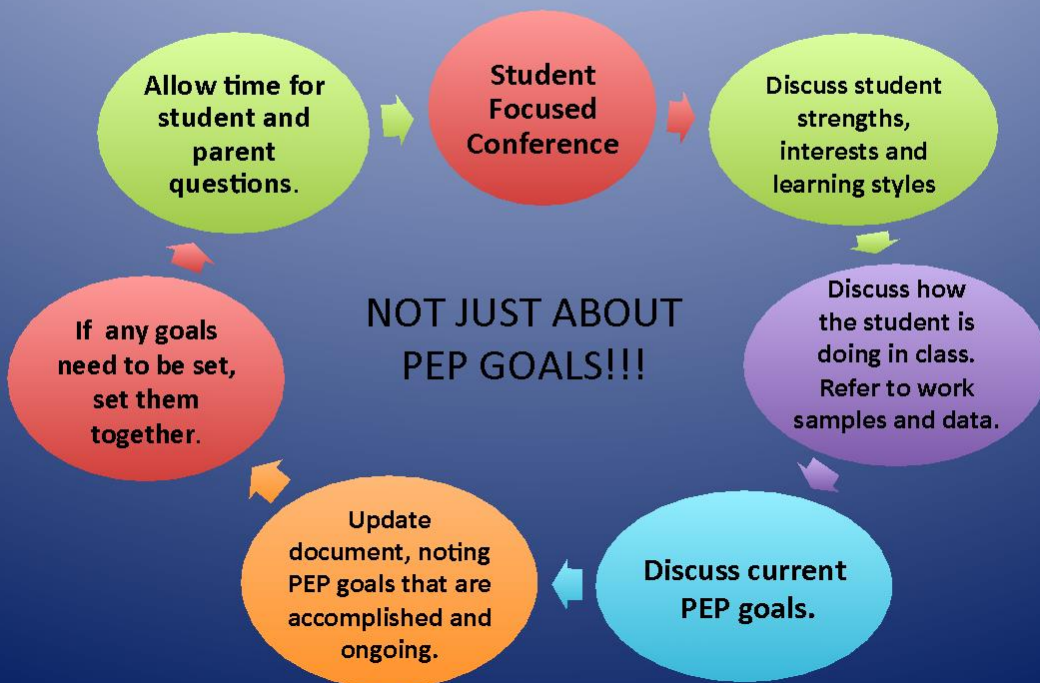 Student
Focused
Conference
Discuss student
strengths,
interests and
learning styles
Discuss how
the student is
doing in class.
Refer to work
samples and data.
Discuss current
PEP goals.
Update
document, noting
PEP goals that are
accomplished and
ongoing.
If any goals
need to be set,
set them
together.
Allow time for
student and
parent
questions.
NOT JUST ABOUT
PEP GOALS!!!